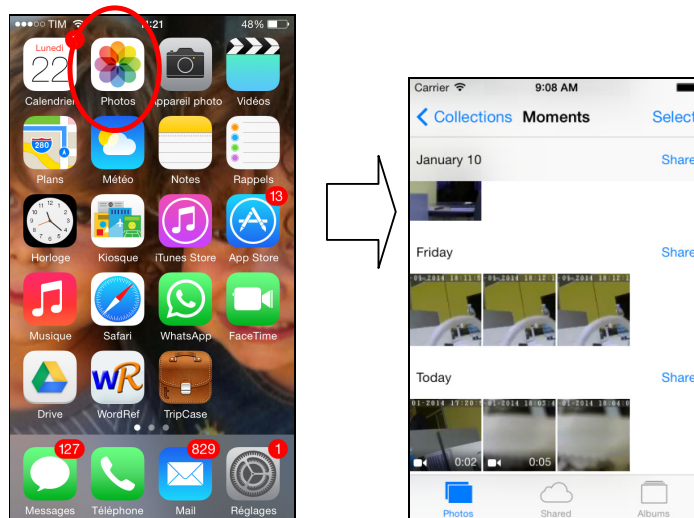 TIM 11:21 48%
Lundi
22 280
Calendrier Photos Appareil photo Vidéos
Plans Météo Notes Rappels
13
Horloge Kiosque iTunes Store App Store
Musique Safari WhatsApp FaceTime
WR
Drive WordRef TripCase
127 829 1
Messages Téléphone Mail Réglages
Carrier 9:08 AM
Collections Moments Select
January 10 Share
Friday Share
Today Share
0:02 0:05
Photos Shared Albums